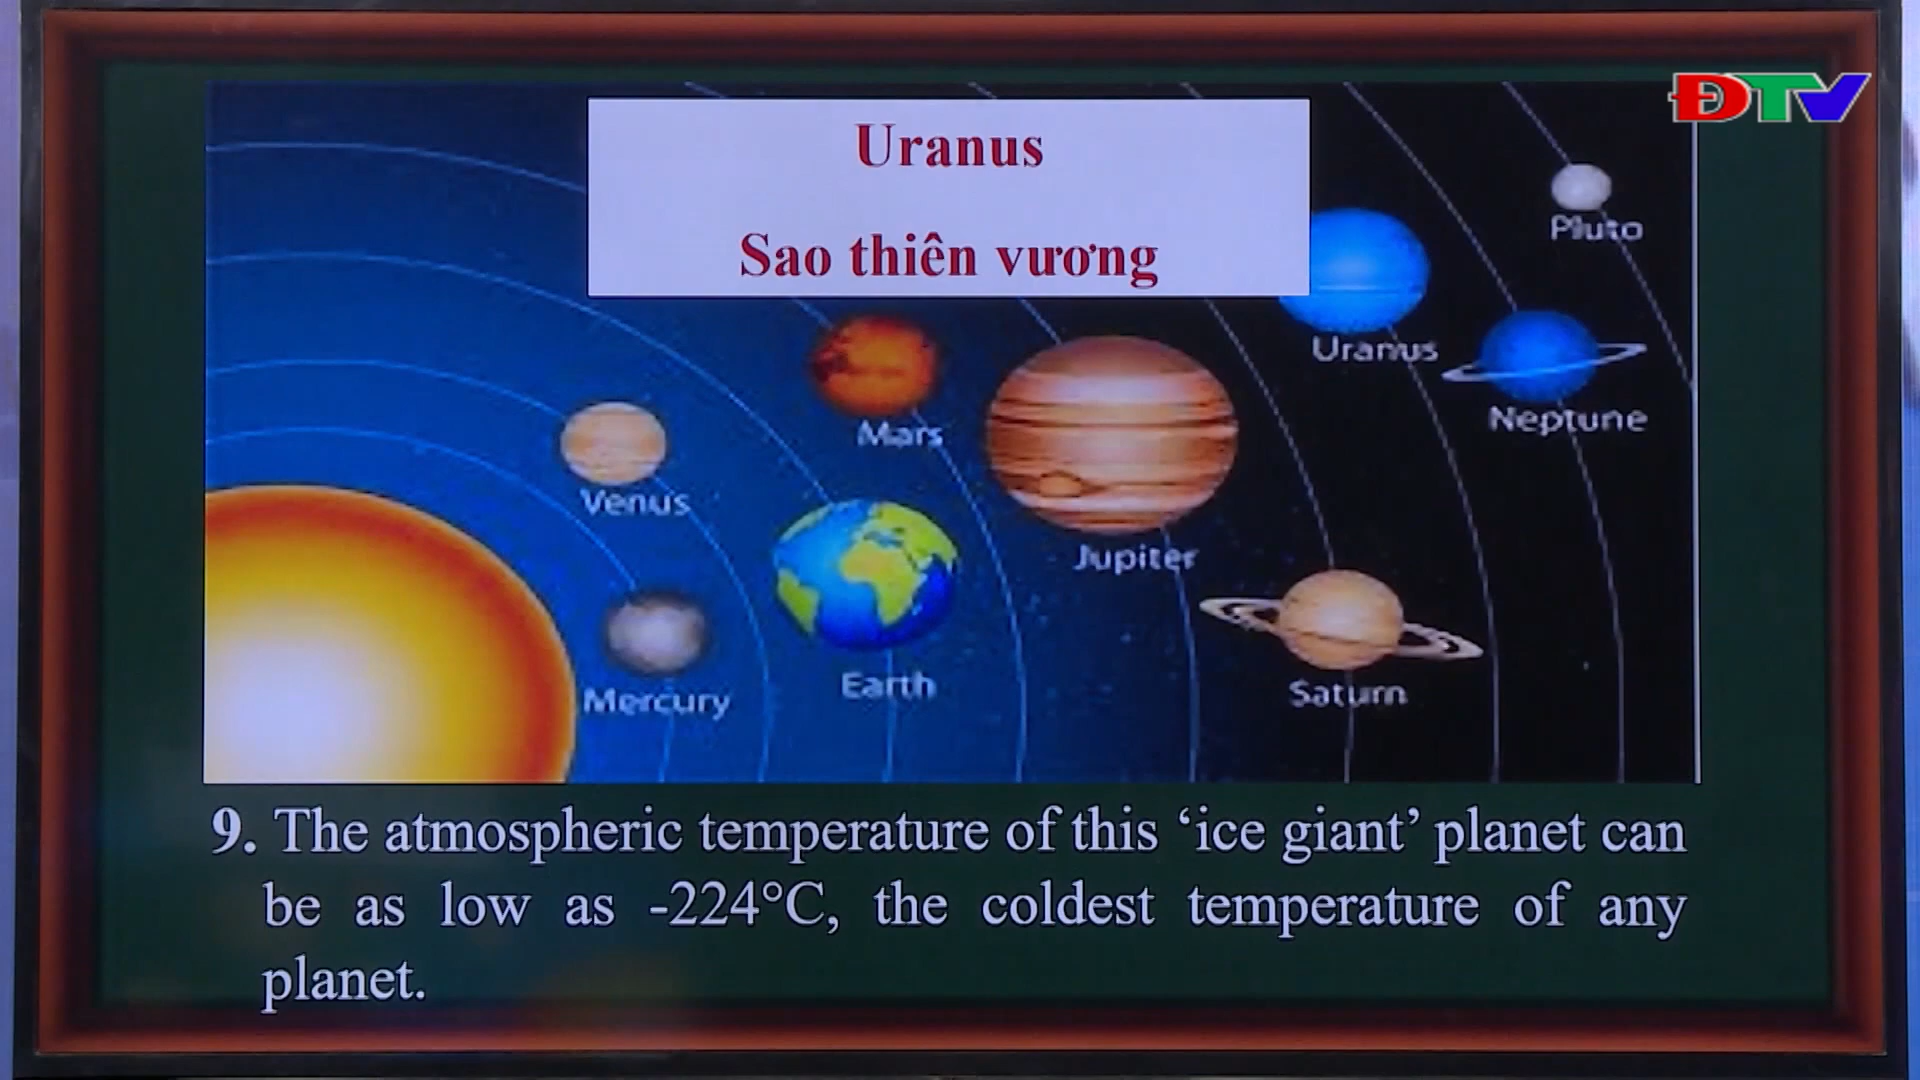 ĐTV
Uranus
Sao thiên vương
Pluto
Uranus
Neptune
Mars
Venus
Jupiter
Earth
Mercury
Saturn
9. The atmospheric temperature of this ‘ice giant’ planet can
be as low as -224°C, the coldest temperature of any
planet.